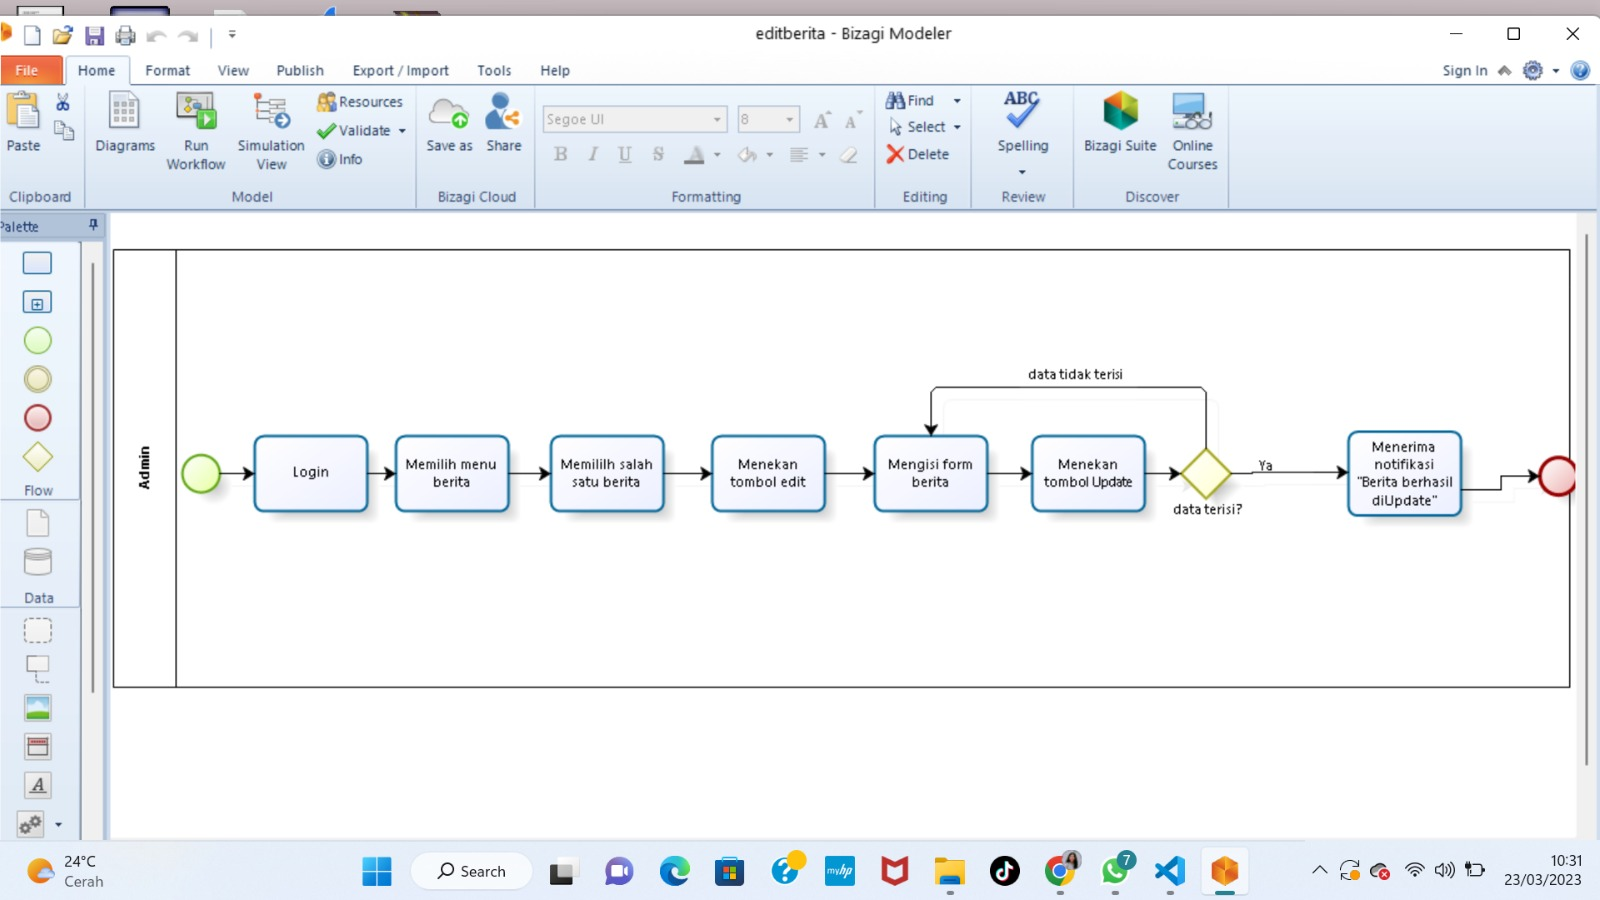 editberita - Bizagi Modeler
File
Home
Format
View
Publish
Export / Import
Tools
Help
Sign In
Paste
Clipboard
Diagrams
Run
Workflow
Simulation
View
Resources
Validate
Info
Model
Save as
Share
Bizagi Cloud
Segoe UI
8
A
A
B I U S A
Formatting
Find
Select
Delete
Editing
ABC
Spelling
Review
Bizagi Suite
Online
Courses
Discover
Palette
Flow
Data
A
Admin
Login
Memilih menu
berita
Memililh salah
satu berita
Menekan
tombol edit
Mengisi form
berita
Menekan
tombol Update
data tidak terisi
data terisi?
Ya
Menerima
notifikasi
"Berita berhasil
diUpdate"
24°C
Cerah
Search
myhp
7
10:31
23/03/2023